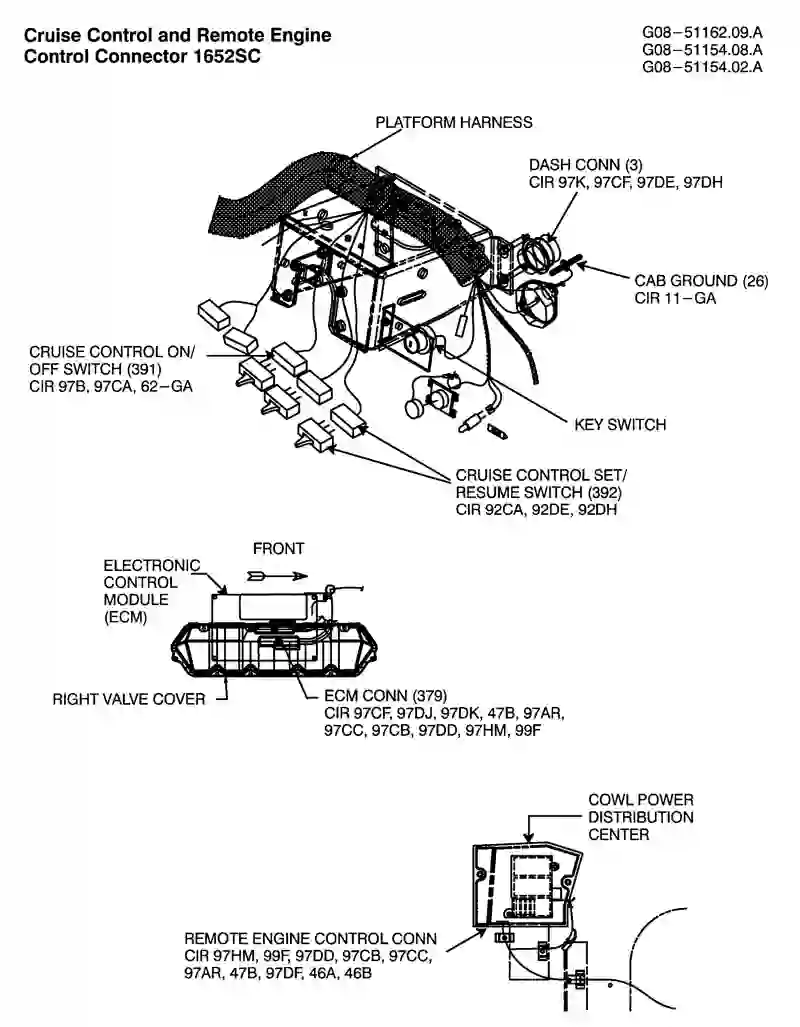 Cruise Control and Remote Engine
Control Connector 1652SC
G08-51162.09.A
G08-51154.08.A
G08-51154.02.A
PLATFORM HARNESS
DASH CONN (3)
CIR 97K, 97CF, 97DE, 97DH
CAB GROUND (26)
CIR 11-GA
CRUISE CONTROL ON/
OFF SWITCH (391)
CIR 97B, 97CA, 62-GA
KEY SWITCH
CRUISE CONTROL SET/
RESUME SWITCH (392)
CIR 92CA, 92DE, 92DH
FRONT
ELECTRONIC
CONTROL
MODULE
(ECM)
RIGHT VALVE COVER
ECM CONN (379)
CIR 97CF, 97DJ, 97DK, 47B, 97AR,
97CC, 97CB, 97DD, 97HM, 99F
COWL POWER
DISTRIBUTION
CENTER
REMOTE ENGINE CONTROL CONN
CIR 97HM, 99F, 97DD, 97CB, 97CC,
97AR, 47B, 97DF, 46A, 46B